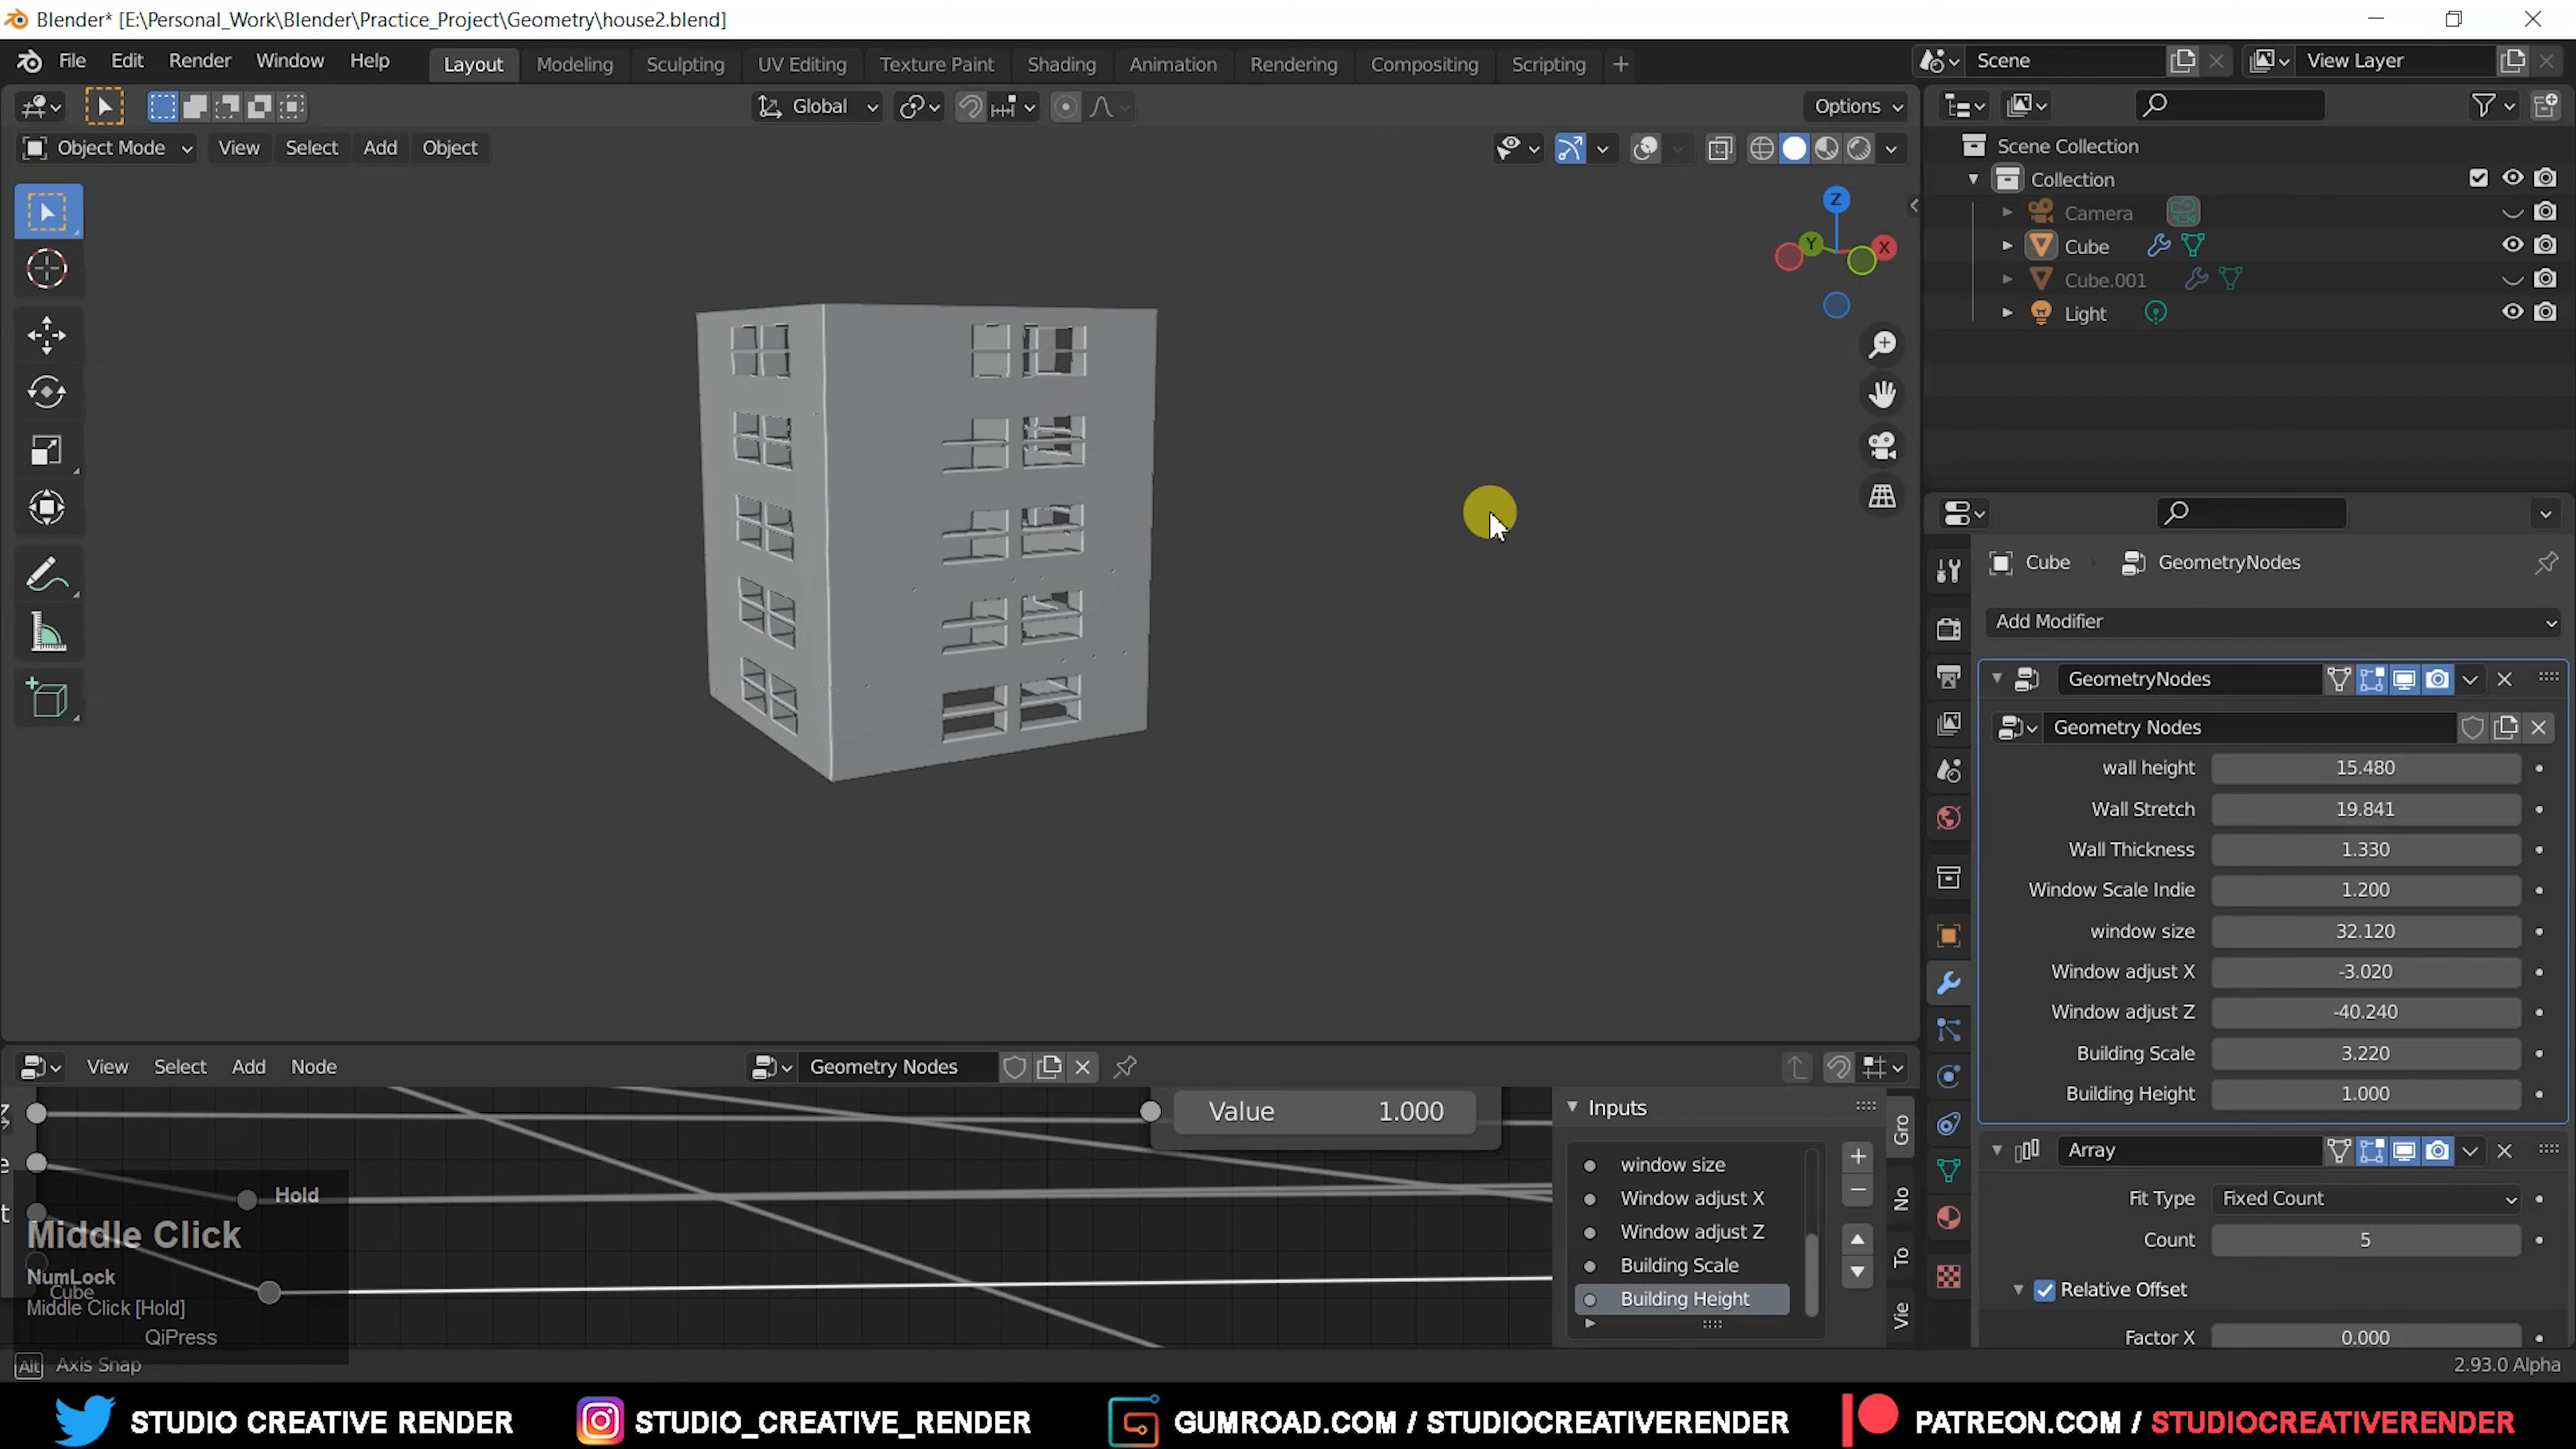 Blender* [E:\Personal_Work\Blender\Practice_Project\Geometry\house2.blend]
File Edit Render Window Help Layout Modeling Sculpting UV Editing Texture Paint Shading Animation Rendering Compositing Scripting + Scene View Layer
Global Options
Object Mode View Select Add Object
Z
Y X
Scene Collection
Collection
Camera
Cube
Cube.001
Light
Cube GeometryNodes
Add Modifier
GeometryNodes
Geometry Nodes
wall height 15.480
Wall Stretch 19.841
Wall Thickness 1.330
Window Scale Indie 1.200
window size 32.120
Window adjust X -3.020
Window adjust Z -40.240
Building Scale 3.220
Building Height 1.000
Array
Fit Type Fixed Count
Count 5
Relative Offset
Factor X 0.000
View Select Add Node Geometry Nodes
Value 1.000
Inputs
window size
Window adjust X
Window adjust Z
Building Scale
Building Height
Gro
No
To
Vie
Z
e
t
Hold
Middle Click
NumLock
Cube
Middle Click [Hold]
QiPress
Alt Axis Snap
2.93.0 Alpha
STUDIO CREATIVE RENDER STUDIO_CREATIVE_RENDER GUMROAD.COM / STUDIOCREATIVERENDER PATREON.COM / STUDIOCREATIVERENDER